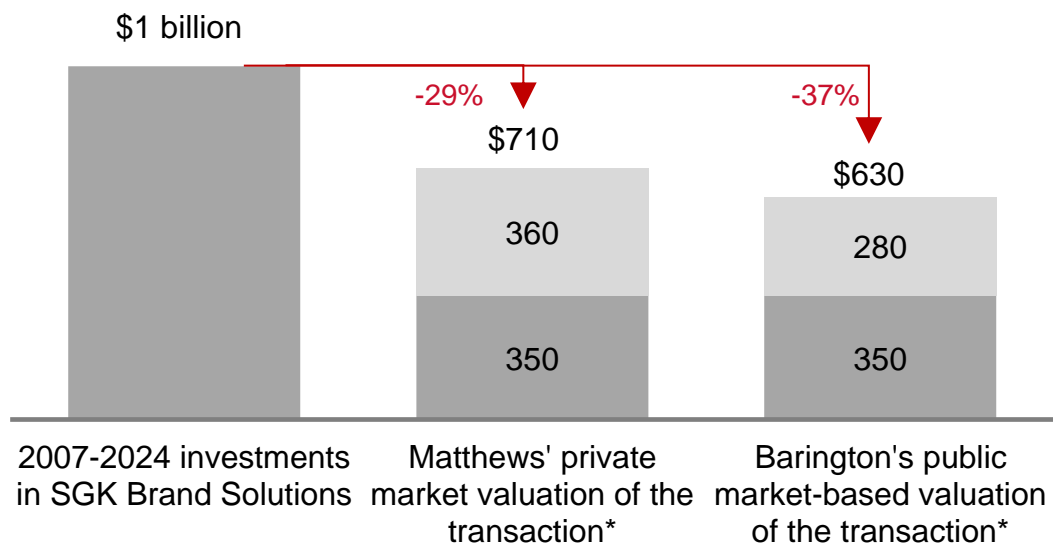 $1 billion
-29%
-37%
$710
$630
360
280
350
350
2007-2024 investments
in SGK Brand Solutions
Matthews' private
market valuation of the
transaction*
Barington's public
market-based valuation
of the transaction*